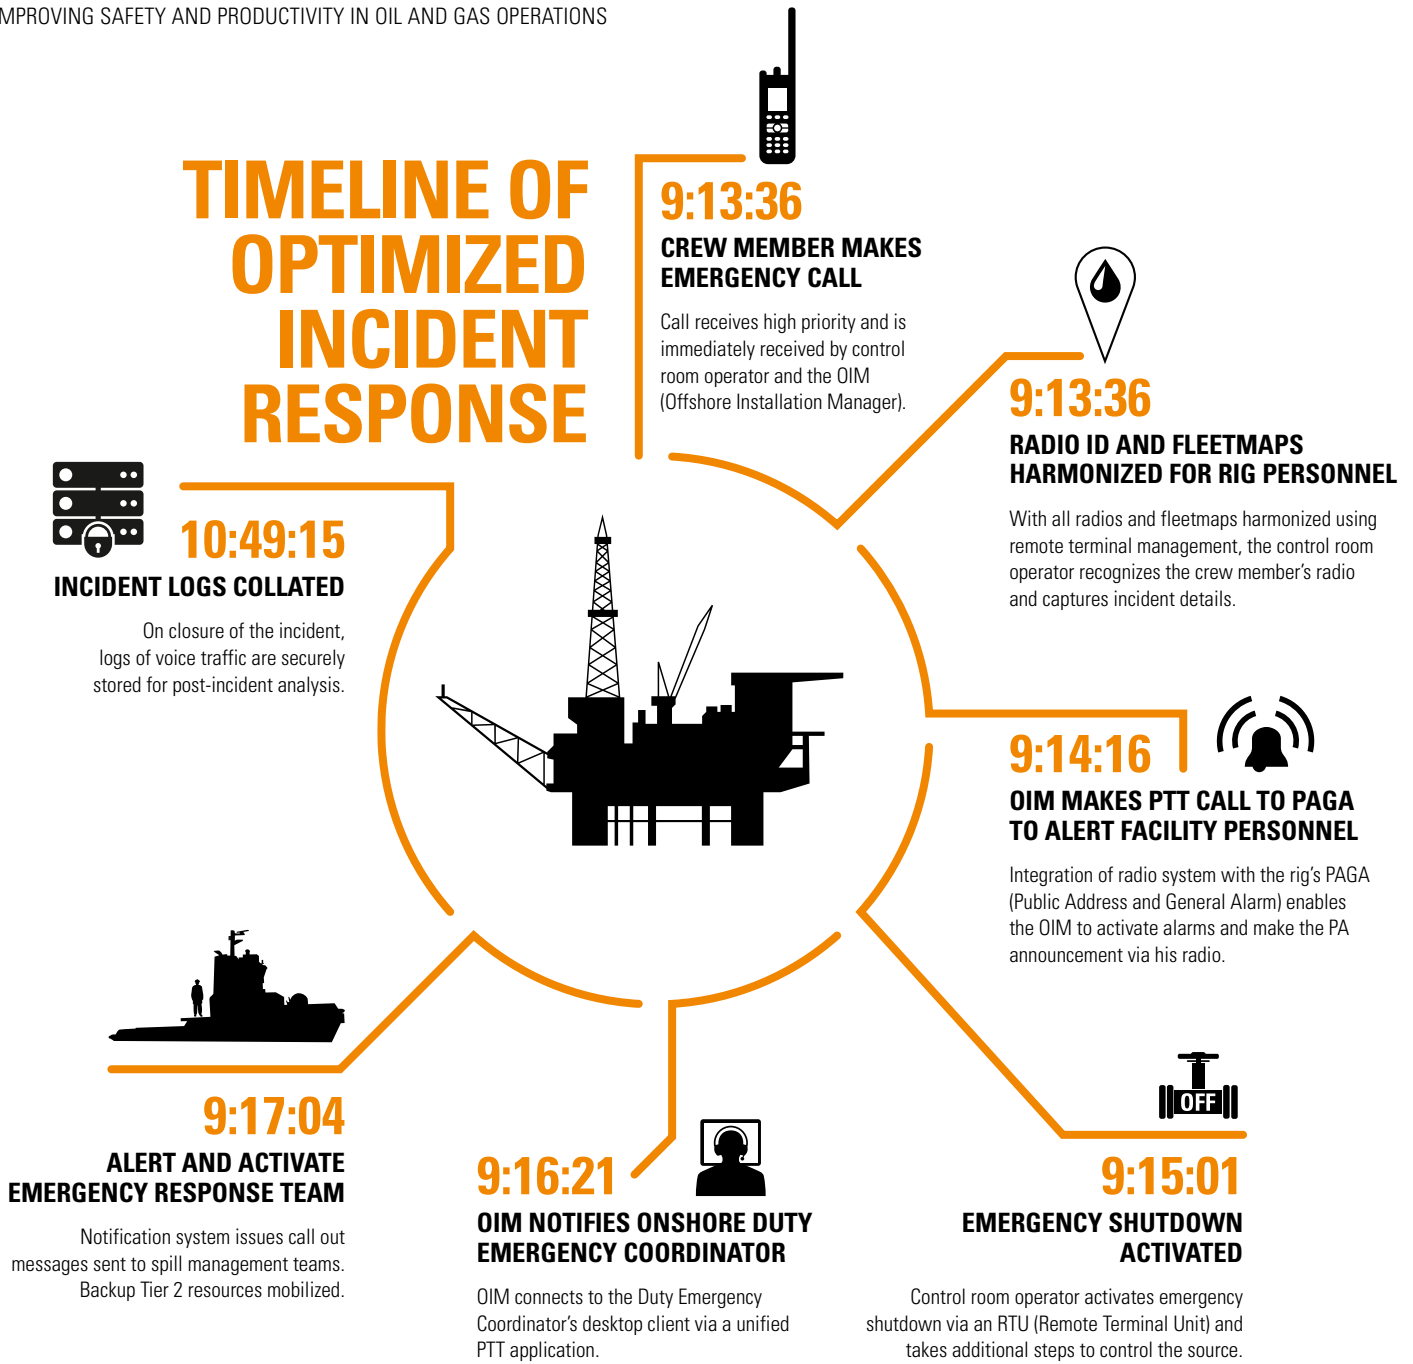 MPROVING SAFETY AND PRODUCTIVITY IN OIL AND GAS OPERATIONS
TIMELINE OF
OPTIMIZED
INCIDENT
RESPONSE
9:13:36
CREW MEMBER MAKES
EMERGENCY CALL
Call receives high priority and is
immediately received by control
room operator and the OIM
(Offshore Installation Manager).
9:13:36
RADIO ID AND FLEETMAPS
HARMONIZED FOR RIG PERSONNEL
With all radios and fleetmaps harmonized using
remote terminal management, the control room
operator recognizes the crew member's radio
and captures incident details.
9:14:16
OIM MAKES PTT CALL TO PAGA
TO ALERT FACILITY PERSONNEL
Integration of radio system with the rig's PAGA
(Public Address and General Alarm) enables
the OIM to activate alarms and make the PA
announcement via his radio.
OFF
9:15:01
EMERGENCY SHUTDOWN
ACTIVATED
Control room operator activates emergency
shutdown via an RTU (Remote Terminal Unit) and
takes additional steps to control the source.
9:16:21
OIM NOTIFIES ONSHORE DUTY
EMERGENCY COORDINATOR
OIM connects to the Duty Emergency
Coordinator's desktop client via a unified
PTT application.
9:17:04
ALERT AND ACTIVATE
EMERGENCY RESPONSE TEAM
Notification system issues call out
messages sent to spill management teams.
Backup Tier 2 resources mobilized.
10:49:15
INCIDENT LOGS COLLATED
On closure of the incident,
logs of voice traffic are securely
stored for post-incident analysis.